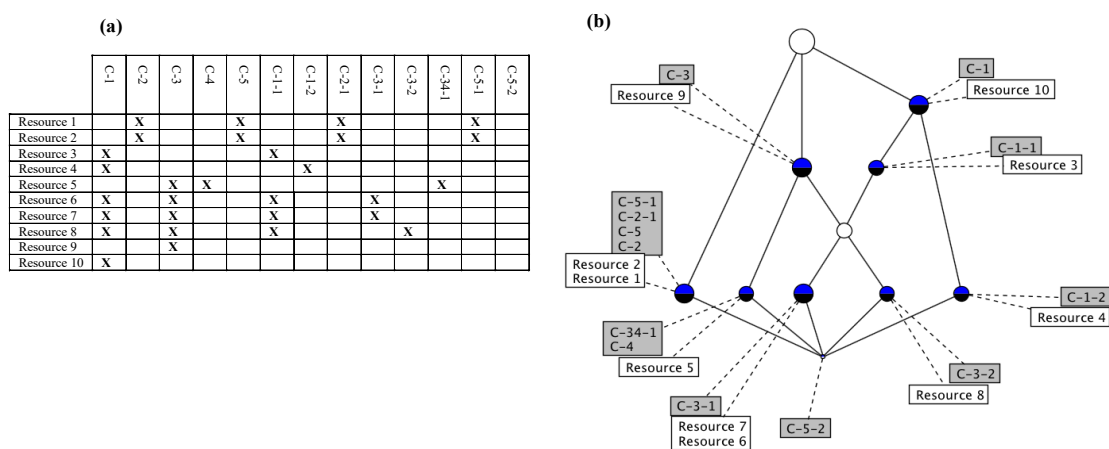 (a)
C-1 C-2 C-3 C-4 C-5 C-1-1 C-1-2 C-2-1 C-3-1 C-3-2 C-34-1 C-5-1 C-5-2
Resource 1 X X X X
Resource 2 X X X X
Resource 3 X X
Resource 4 X X
Resource 5 X X X
Resource 6 X X X X
Resource 7 X X X X
Resource 8 X X X X
Resource 9 X
Resource 10 X
(b)
C-3
Resource 9
C-1
Resource 10
C-1-1
Resource 3
C-5-1
C-2-1
C-5
C-2
Resource 2
Resource 1
C-1-2
Resource 4
C-34-1
C-4
Resource 5
C-3-2
Resource 8
C-3-1
Resource 7
Resource 6
C-5-2